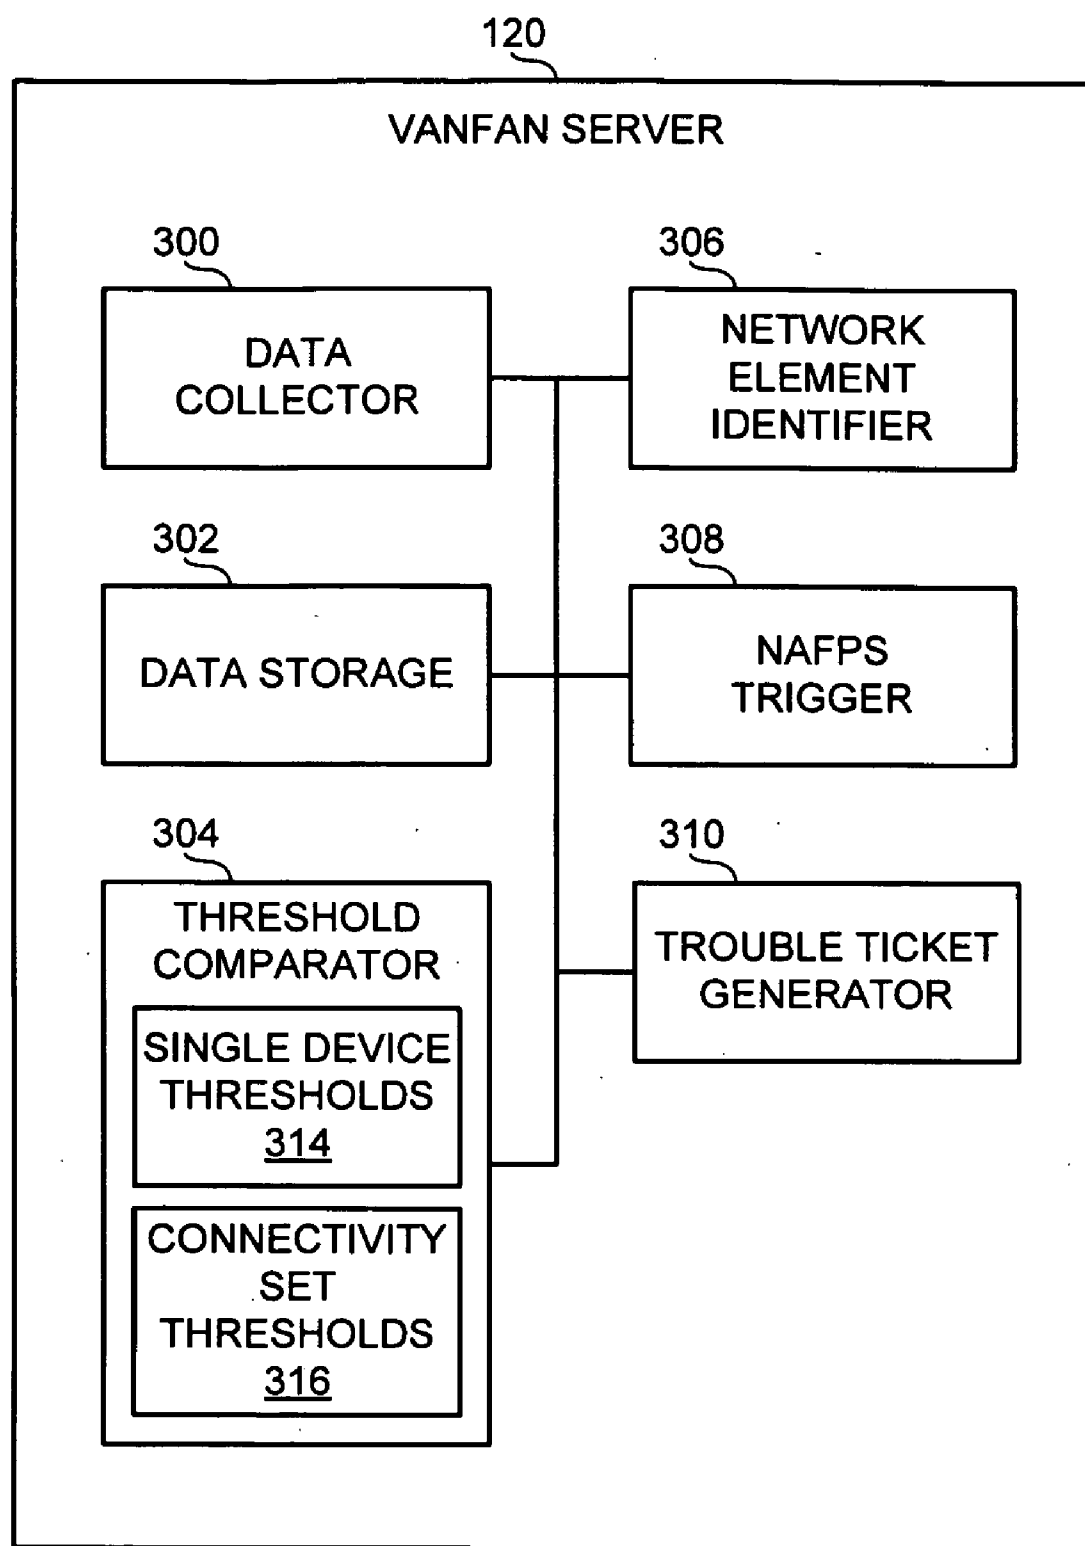 120
VANFAN SERVER
300
DATA
COLLECTOR
306
NETWORK
ELEMENT
IDENTIFIER
302
DATA STORAGE
308
NAFPS
TRIGGER
304
THRESHOLD
COMPARATOR
SINGLE DEVICE
THRESHOLDS
314
CONNECTIVITY
SET
THRESHOLDS
316
310
TROUBLE TICKET
GENERATOR